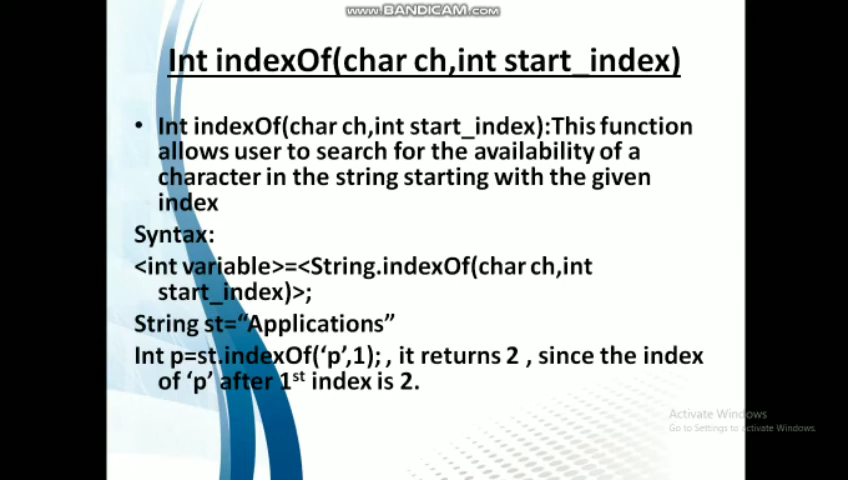 WWW.BANDICAM.COM
Int indexOf(char ch,int start_index)
• Int indexOf(char ch,int start_index):This function
allows user to search for the availability of a
character in the string starting with the given
index
Syntax:
<int variable>=<String.indexOf(char ch,int
start_index)>;
String st=“Applications”
Int p=st.indexOf(‘p’,1); , it returns 2 , since the index
of ‘p’ after 1st index is 2.
Activate Windows
Go to Settings to activate Windows.